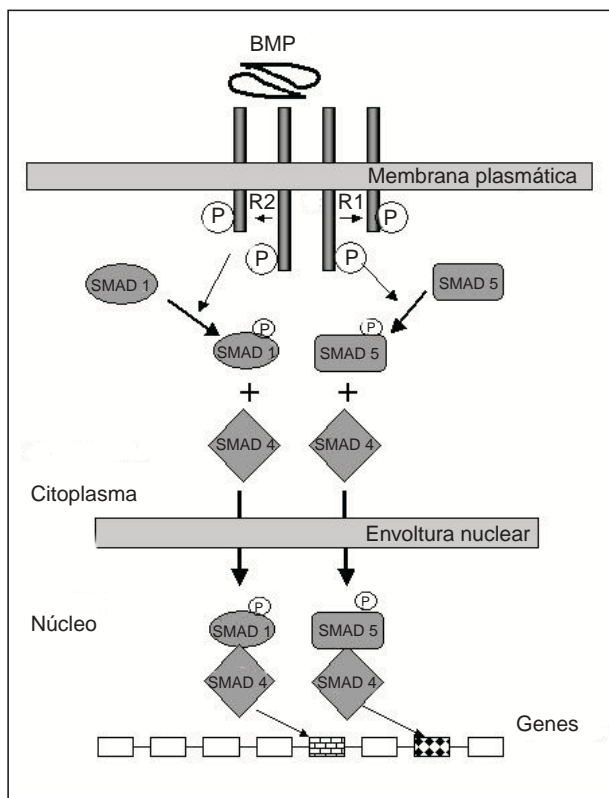 BMP
Membrana plasmática
R2 R1
P P
P P
SMAD 1 SMAD 5
P P
SMAD 1 SMAD 5
+ +
SMAD 4 SMAD 4
Citoplasma
Envoltura nuclear
Núcleo
P P
SMAD 1 SMAD 5
SMAD 4 SMAD 4
Genes